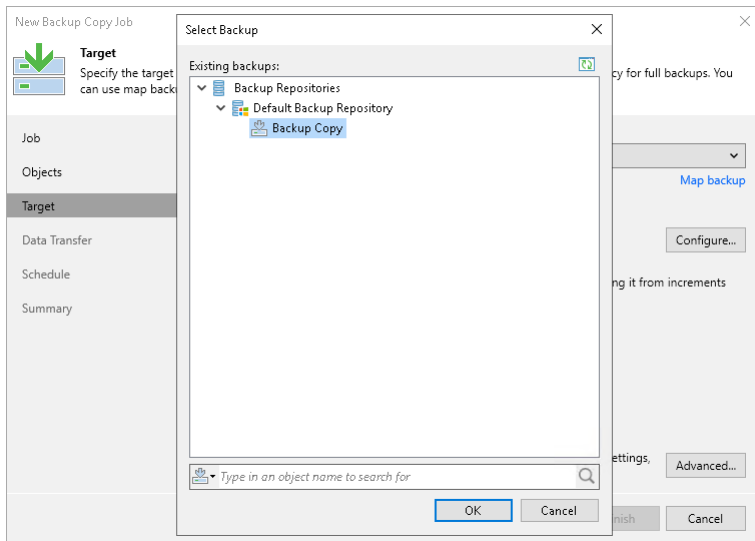 New Backup Copy Job
Target
Specify the target
can use map back
cy for full backups. You
Job
Objects
Target
Data Transfer
Schedule
Summary
Select Backup
Existing backups:
Backup Repositories
Default Backup Repository
Backup Copy
Type in an object name to search for
OK
Cancel
Map backup
Configure...
ng it from increments
ettings,
Advanced...
nish
Cancel